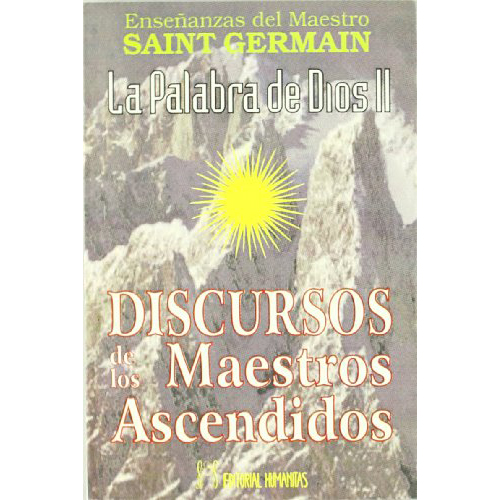 Enseñanzas del Maestro
SAINT GERMAIN
La Palabra de Dios II
DISCURSOS
de los Maestros
Ascendidos
EDITORIAL HUMANITAS